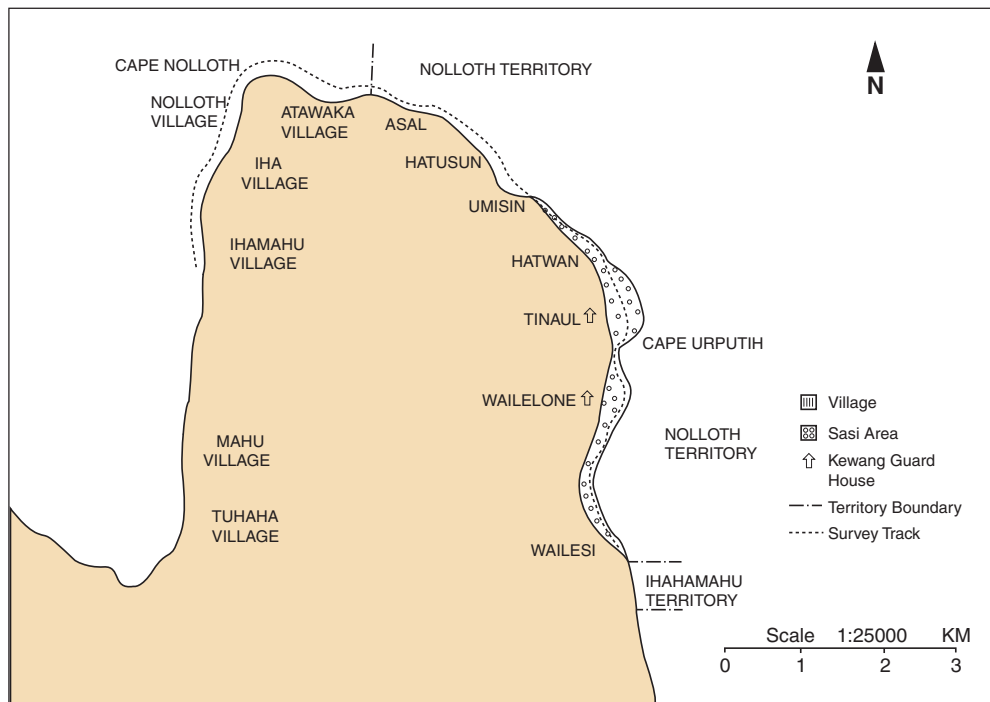 CAPE NOLLOTH
NOLLOTH TERRITORY
N
NOLLOTH
VILLAGE
ATAWAKA
VILLAGE
ASAL
IHA
VILLAGE
HATUSUN
UMISIN
IHAMAHU
VILLAGE
HATWAN
TINAUL
CAPE URPUTIH
WAILELONE
MAHU
VILLAGE
NOLLOTH
TERRITORY
TUHAHA
VILLAGE
WAILESI
IHAHAMAHU
TERRITORY
Village
Sasi Area
Kewang Guard
House
Territory Boundary
Survey Track
Scale 1:25000 KM
0 1 2 3